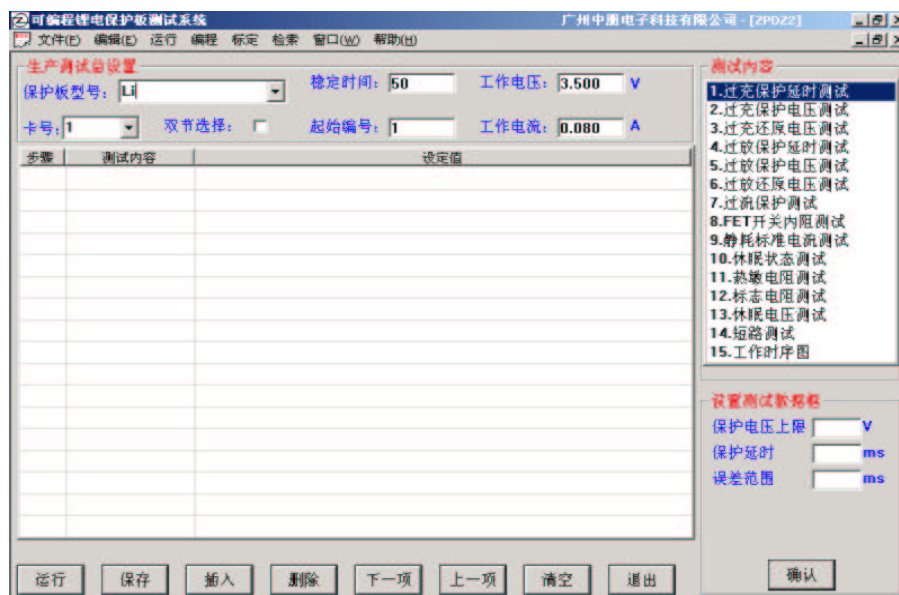 可编程锂电保护板测试系统 广州中鹏电子科技有限公司 - [ZP022]
文件(F) 编辑(E) 运行 编程 标定 检索 窗口(W) 帮助(H)
生产测试总设置
保护板型号: Li 稳定时间: 50 工作电压: 3.500 V
卡号: 1 双节选择: 起始编号: 1 工作电流: 0.080 A
步骤 测试内容 设定值
测试内容
1.过充保护延时测试
2.过充保护电压测试
3.过充还原电压测试
4.过放保护延时测试
5.过放保护电压测试
6.过放还原电压测试
7.过流保护测试
8.FET开关内阻测试
9.静耗标准电流测试
10.休眠状态测试
11.热敏电阻测试
12.标志电阻测试
13.休眠电压测试
14.短路测试
15.工作时序图
设置测试数据框
保护电压上限 V
保护延时 ms
误差范围 ms
运行 保存 插入 删除 下一项 上一项 清空 退出 确认